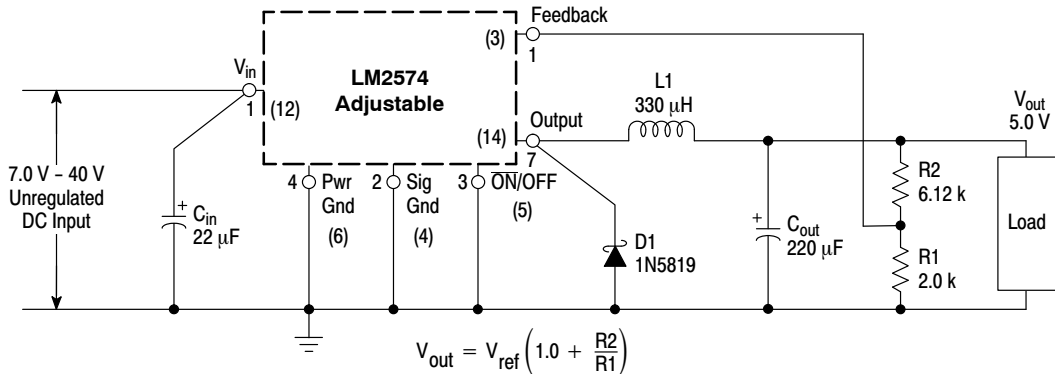 Feedback
(3)
1
V_in
LM2574
Adjustable
1
(12)
L1
330 μH
Output
(14)
7
V_out
5.0 V
7.0 V – 40 V
Unregulated
DC Input
4 Pwr
Gnd
(6)
2 Sig
Gnd
(4)
3 O̅N̅/OFF
(5)
+
C_in
22 μF
D1
1N5819
+
C_out
220 μF
R2
6.12 k
R1
2.0 k
Load
V_out = V_ref (1.0 + R2/R1)